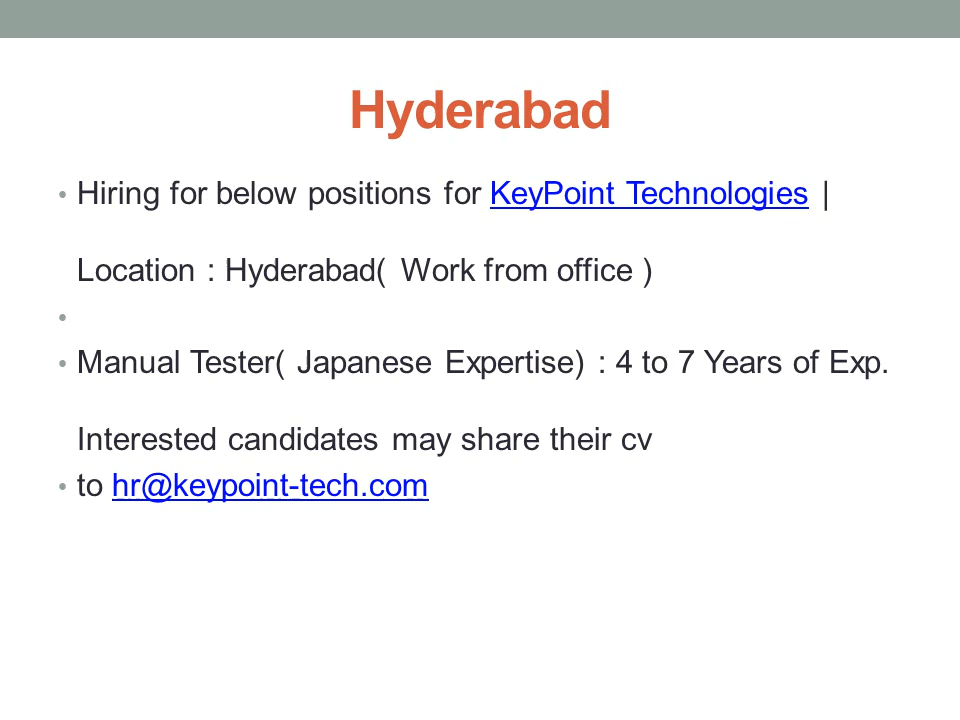 Hyderabad
• Hiring for below positions for KeyPoint Technologies |
Location : Hyderabad( Work from office )
•
• Manual Tester( Japanese Expertise) : 4 to 7 Years of Exp.
Interested candidates may share their cv
• to hr@keypoint-tech.com